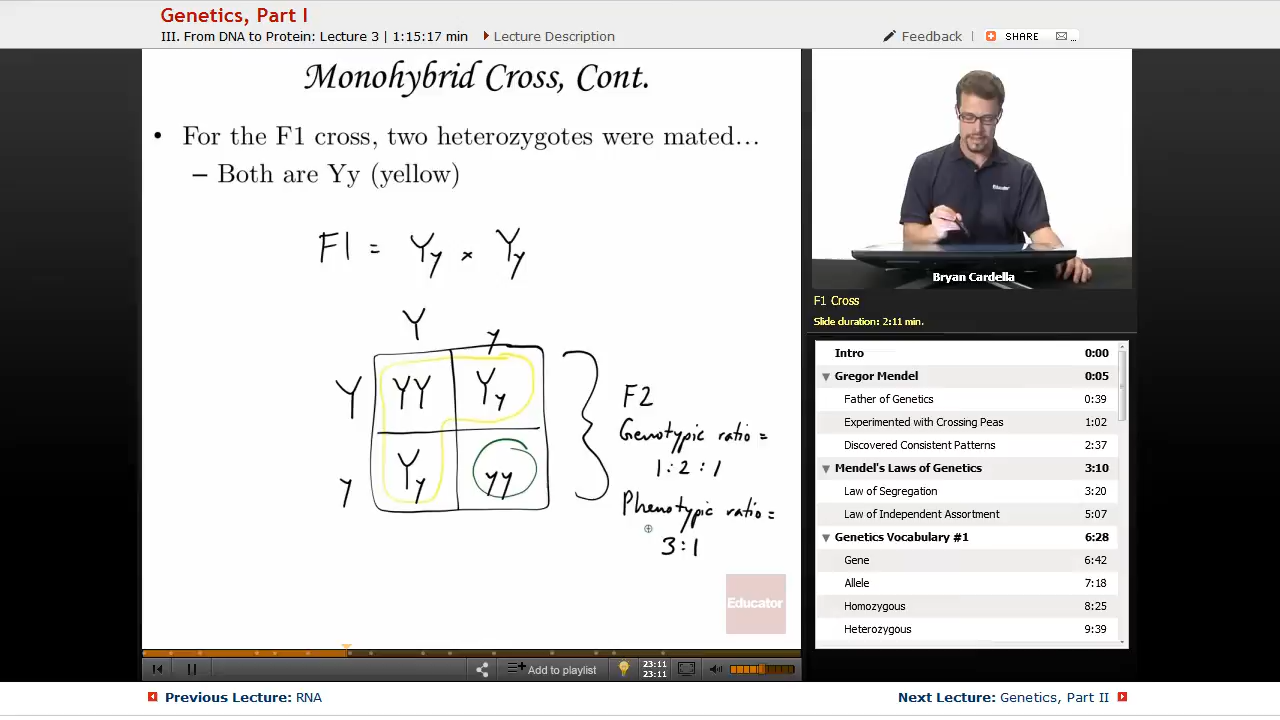 Genetics, Part I
III. From DNA to Protein: Lecture 3 | 1:15:17 min
Lecture Description
Feedback
SHARE
...
Monohybrid Cross, Cont.
• For the F1 cross, two heterozygotes were mated…
– Both are Yy (yellow)
F1 = Yy × Yy
Y y
Y YY Yy
y Yy yy
F2
Genotypic ratio =
1:2:1
Phenotypic ratio =
3:1
Educator
Educator
Bryan Cardella
F1 Cross
Slide duration: 2:11 min.
Intro 0:00
Gregor Mendel 0:05
Father of Genetics 0:39
Experimented with Crossing Peas 1:02
Discovered Consistent Patterns 2:37
Mendel's Laws of Genetics 3:10
Law of Segregation 3:20
Law of Independent Assortment 5:07
Genetics Vocabulary #1 6:28
Gene 6:42
Allele 7:18
Homozygous 8:25
Heterozygous 9:39
Add to playlist
23:11
23:11
Previous Lecture: RNA
Next Lecture: Genetics, Part II